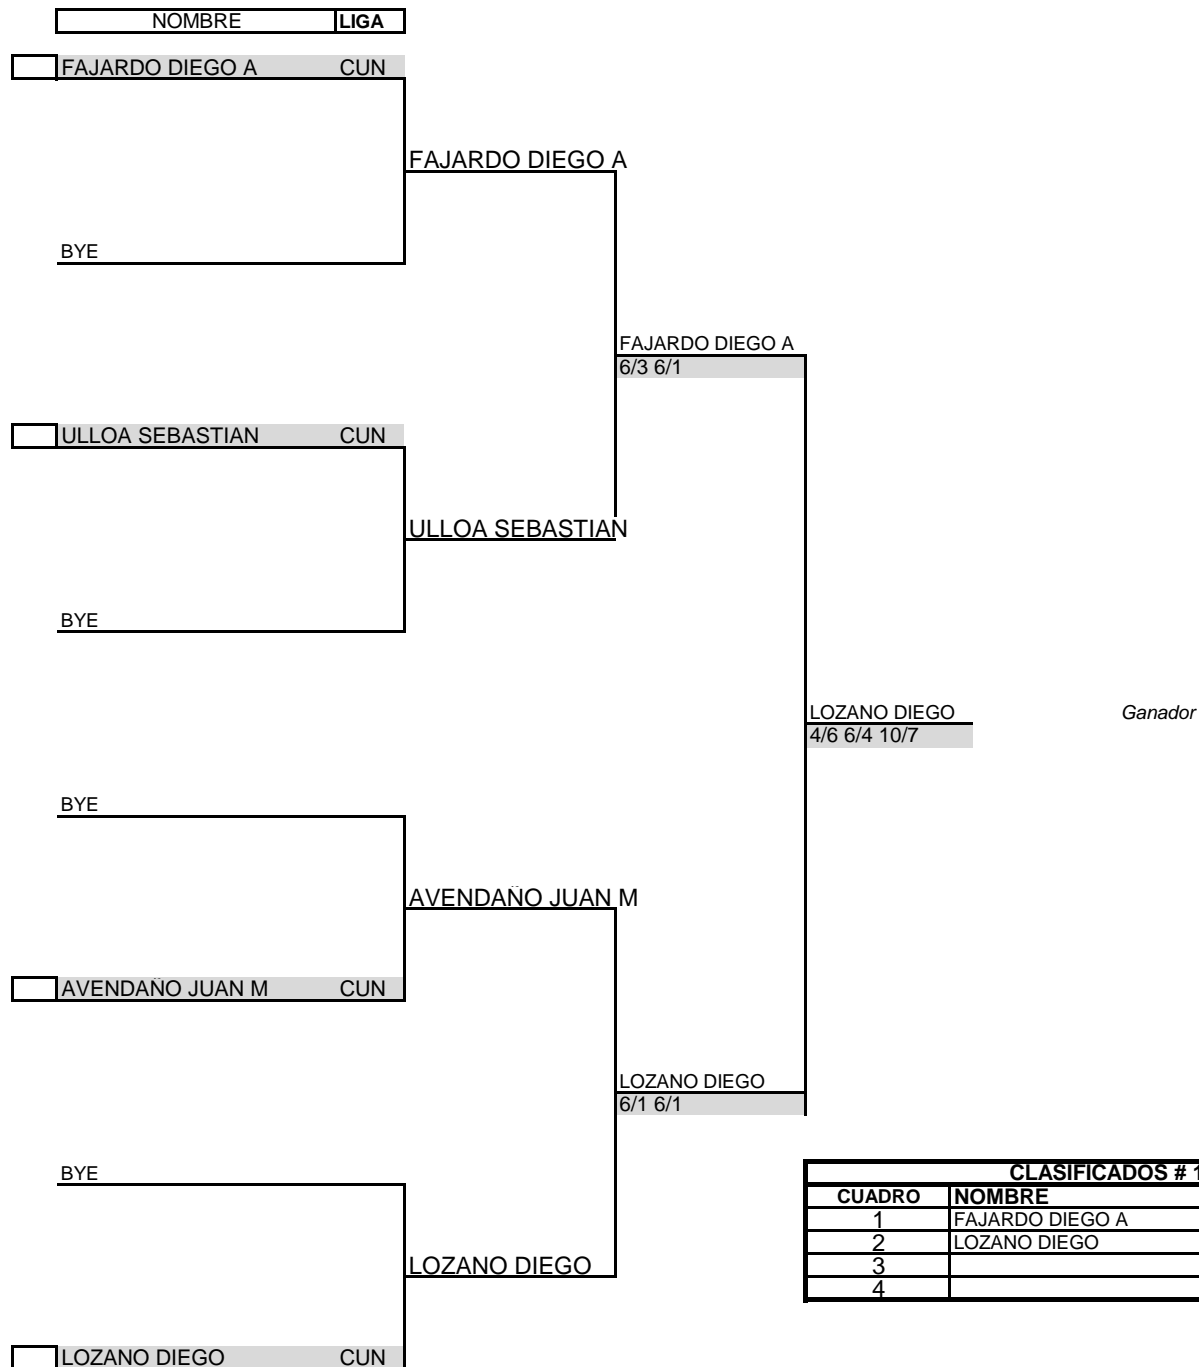 NOMBRE LIGA
FAJARDO DIEGO A CUN
FAJARDO DIEGO A
BYE
FAJARDO DIEGO A
6/3 6/1
ULLOA SEBASTIAN CUN
ULLOA SEBASTIAN
BYE
LOZANO DIEGO Ganador
4/6 6/4 10/7
BYE
AVENDAÑO JUAN M
AVENDAÑO JUAN M CUN
LOZANO DIEGO
6/1 6/1
BYE
CLASIFICADOS # 1
CUADRO NOMBRE
1 FAJARDO DIEGO A
2 LOZANO DIEGO
3
4
LOZANO DIEGO
LOZANO DIEGO CUN